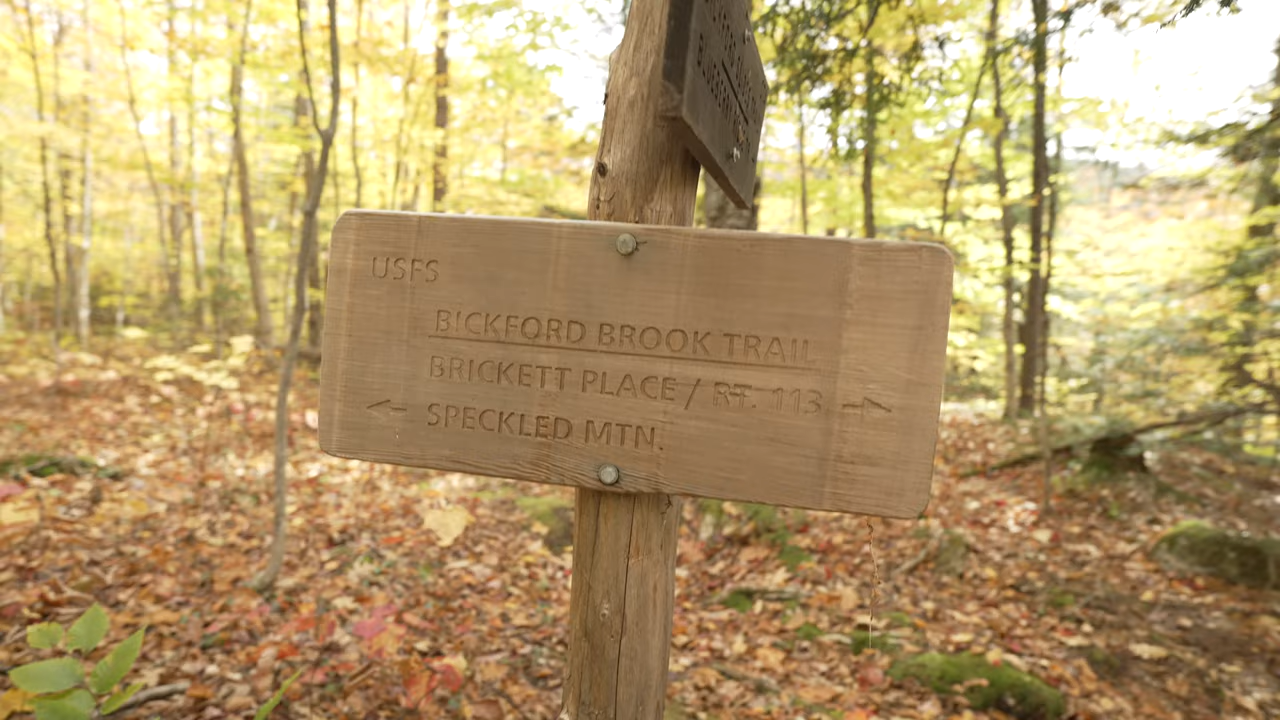 USFS
BICKFORD BROOK TRAIL
BRICKETT PLACE / RT. 113 →
← SPECKLED MTN.